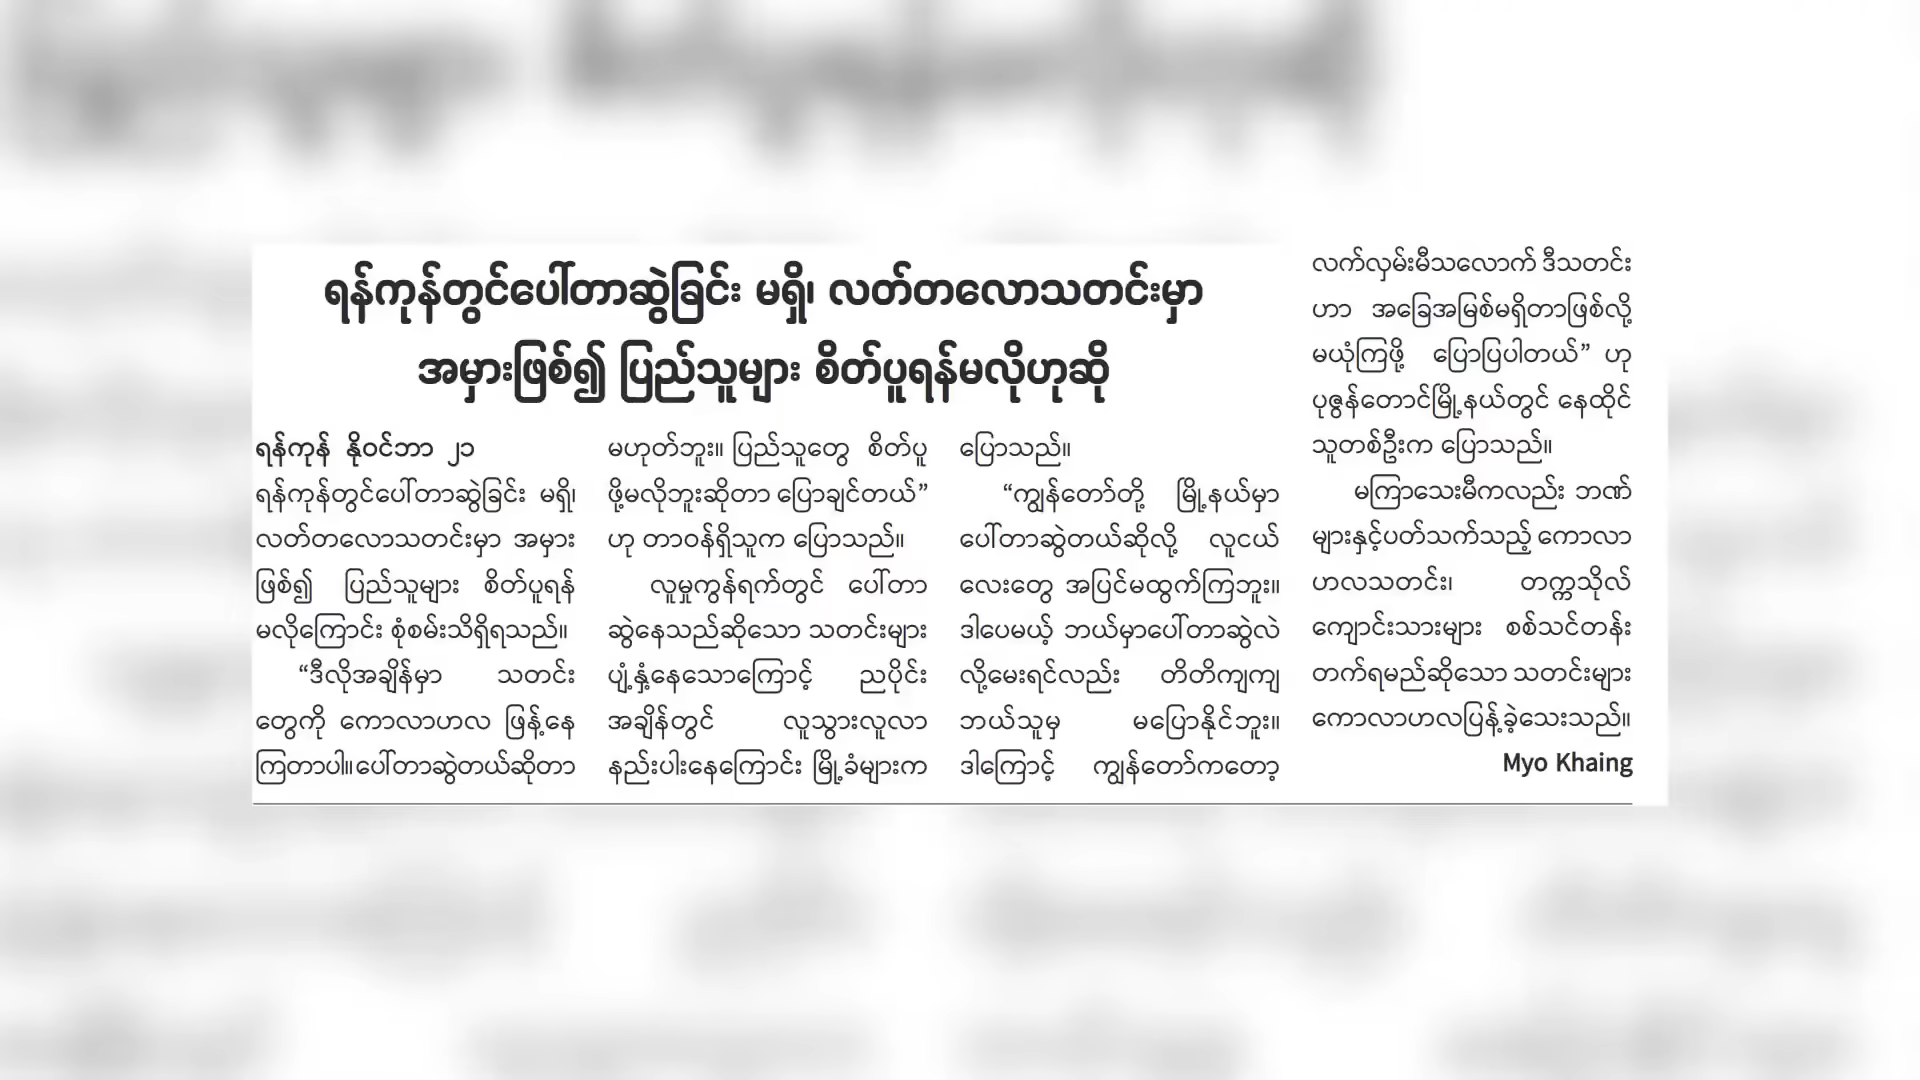 ရန်ကုန်တွင်ပေါ်တာဆွဲခြင်း မရှိ၊ လတ်တလောသတင်းမှာ
အမှားဖြစ်၍ ပြည်သူများ စိတ်ပူရန်မလိုဟုဆို
ရန်ကုန် နိုဝင်ဘာ ၂၁
ရန်ကုန်တွင်ပေါ်တာဆွဲခြင်း မရှိ၊
လတ်တလောသတင်းမှာ အမှား
ဖြစ်၍ ပြည်သူများ စိတ်ပူရန်
မလိုကြောင်း စုံစမ်းသိရှိရသည်။
“ဒီလိုအချိန်မှာ သတင်း
တွေကို ကောလာဟလ ဖြန့်နေ
ကြတာပါ။ပေါ်တာဆွဲတယ်ဆိုတာ
မဟုတ်ဘူး။ ပြည်သူတွေ စိတ်ပူ
ဖို့မလိုဘူးဆိုတာ ပြောချင်တယ်”
ဟု တာဝန်ရှိသူက ပြောသည်။
လူမှုကွန်ရက်တွင် ပေါ်တာ
ဆွဲနေသည်ဆိုသော သတင်းများ
ပျံ့နှံ့နေသောကြောင့် ညပိုင်း
အချိန်တွင် လူသွားလူလာ
နည်းပါးနေကြောင်း မြို့ခံများက
ပြောသည်။
“ကျွန်တော်တို့ မြို့နယ်မှာ
ပေါ်တာဆွဲတယ်ဆိုလို့ လူငယ်
လေးတွေ အပြင်မထွက်ကြဘူး။
ဒါပေမယ့် ဘယ်မှာပေါ်တာဆွဲလဲ
လို့မေးရင်လည်း တိတိကျကျ
ဘယ်သူမှ မပြောနိုင်ဘူး။
ဒါကြောင့် ကျွန်တော်ကတော့
လက်လှမ်းမီသလောက် ဒီသတင်း
ဟာ အခြေအမြစ်မရှိတာဖြစ်လို့
မယုံကြဖို့ ပြောပြပါတယ်” ဟု
ပုဇွန်တောင်မြို့နယ်တွင် နေထိုင်
သူတစ်ဦးက ပြောသည်။
မကြာသေးမီကလည်း ဘဏ်
များနှင့်ပတ်သက်သည့် ကောလာ
ဟလသတင်း၊ တက္ကသိုလ်
ကျောင်းသားများ စစ်သင်တန်း
တက်ရမည်ဆိုသော သတင်းများ
ကောလာဟလပြန့်ခဲ့သေးသည်။
Myo Khaing